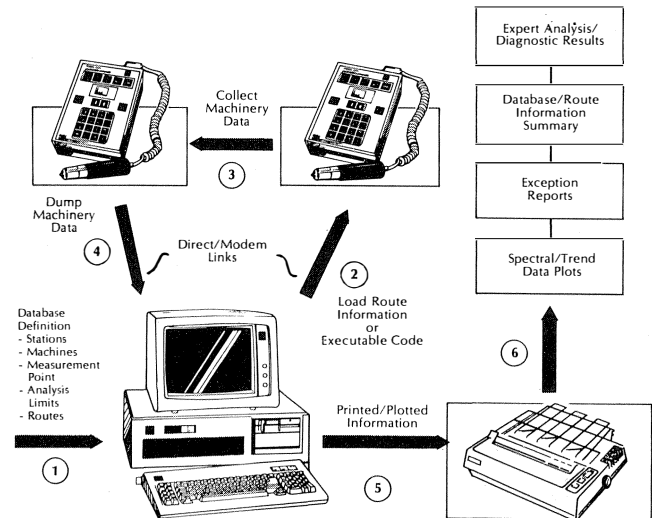 Expert Analysis/
Diagnostic Results
Database/Route
Information
Summary
Exception
Reports
Spectral/Trend
Data Plots
Collect
Machinery
Data
3
Dump
Machinery
Data
4
Direct/Modem
Links
2
Load Route
Information
or
Executable Code
6
Database
Definition
- Stations
- Machines
- Measurement
Point
- Analysis
Limits
- Routes
1
Printed/Plotted
Information
5